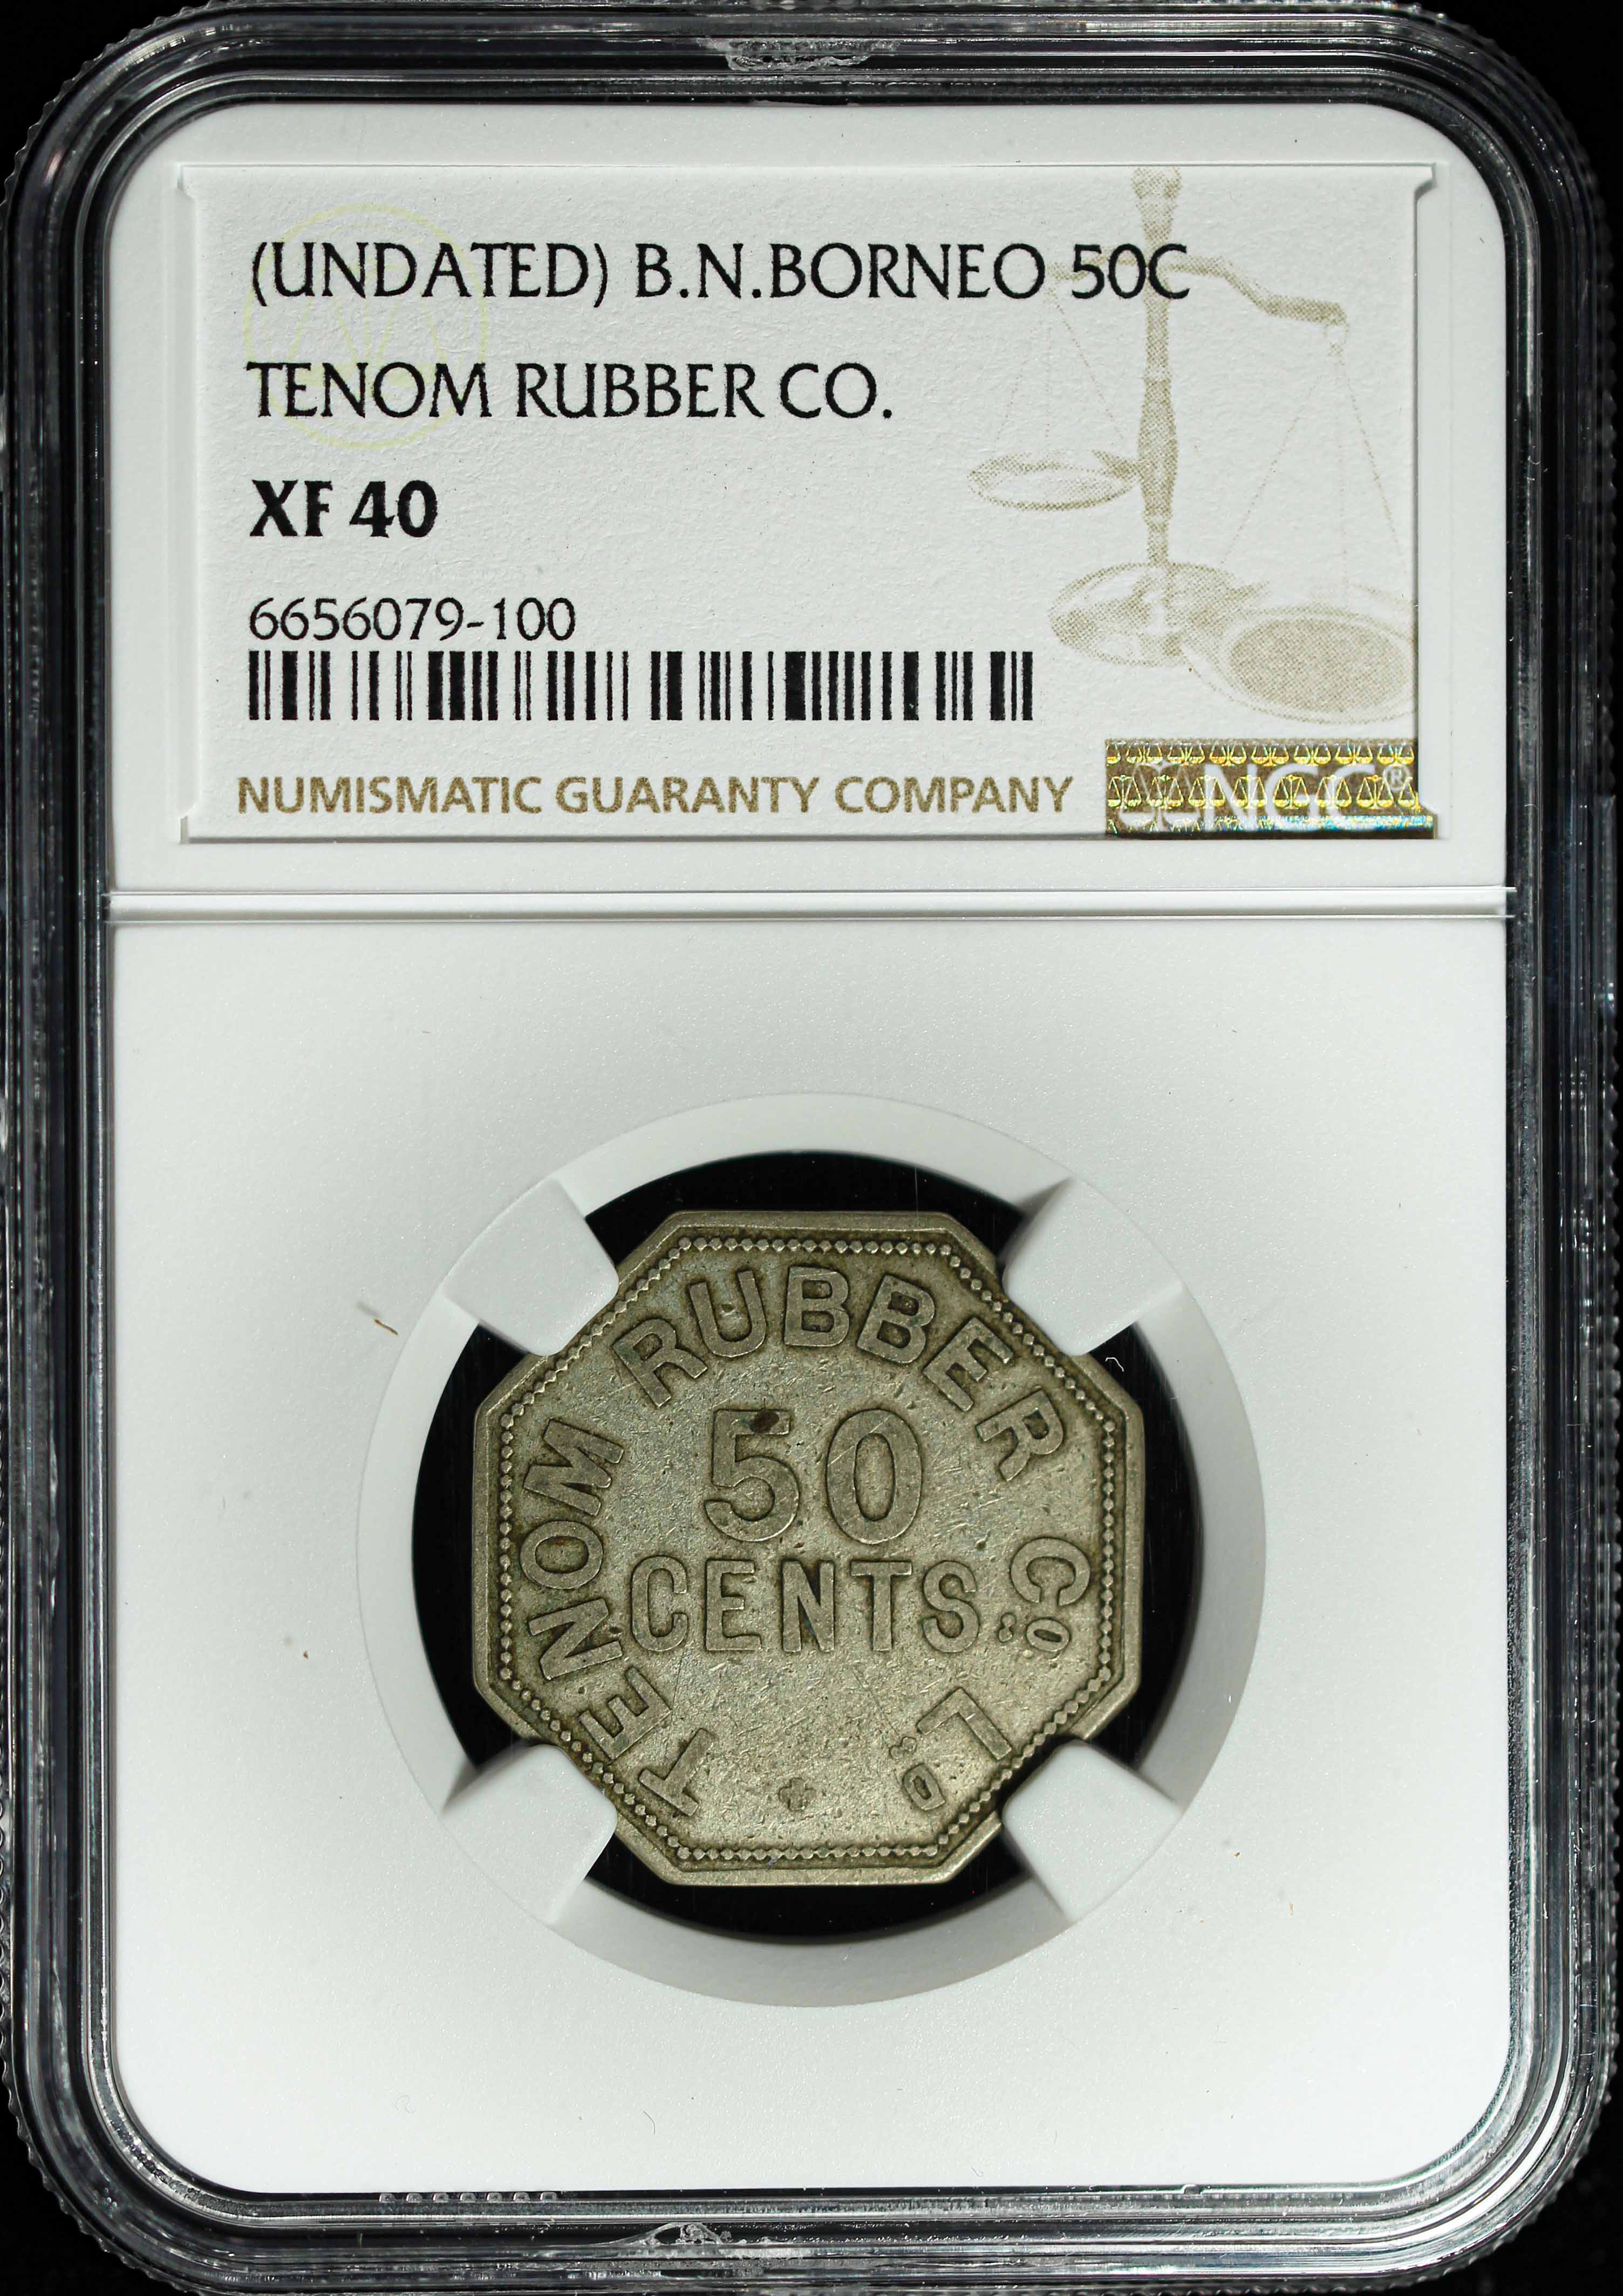 (UNDATED) B.N.BORNEO 50C
TENOM RUBBER CO.
XF 40
6656079-100
NUMISMATIC GUARANTY COMPANY
NGC®
TENOM RUBBER Co. LD
50
CENTS